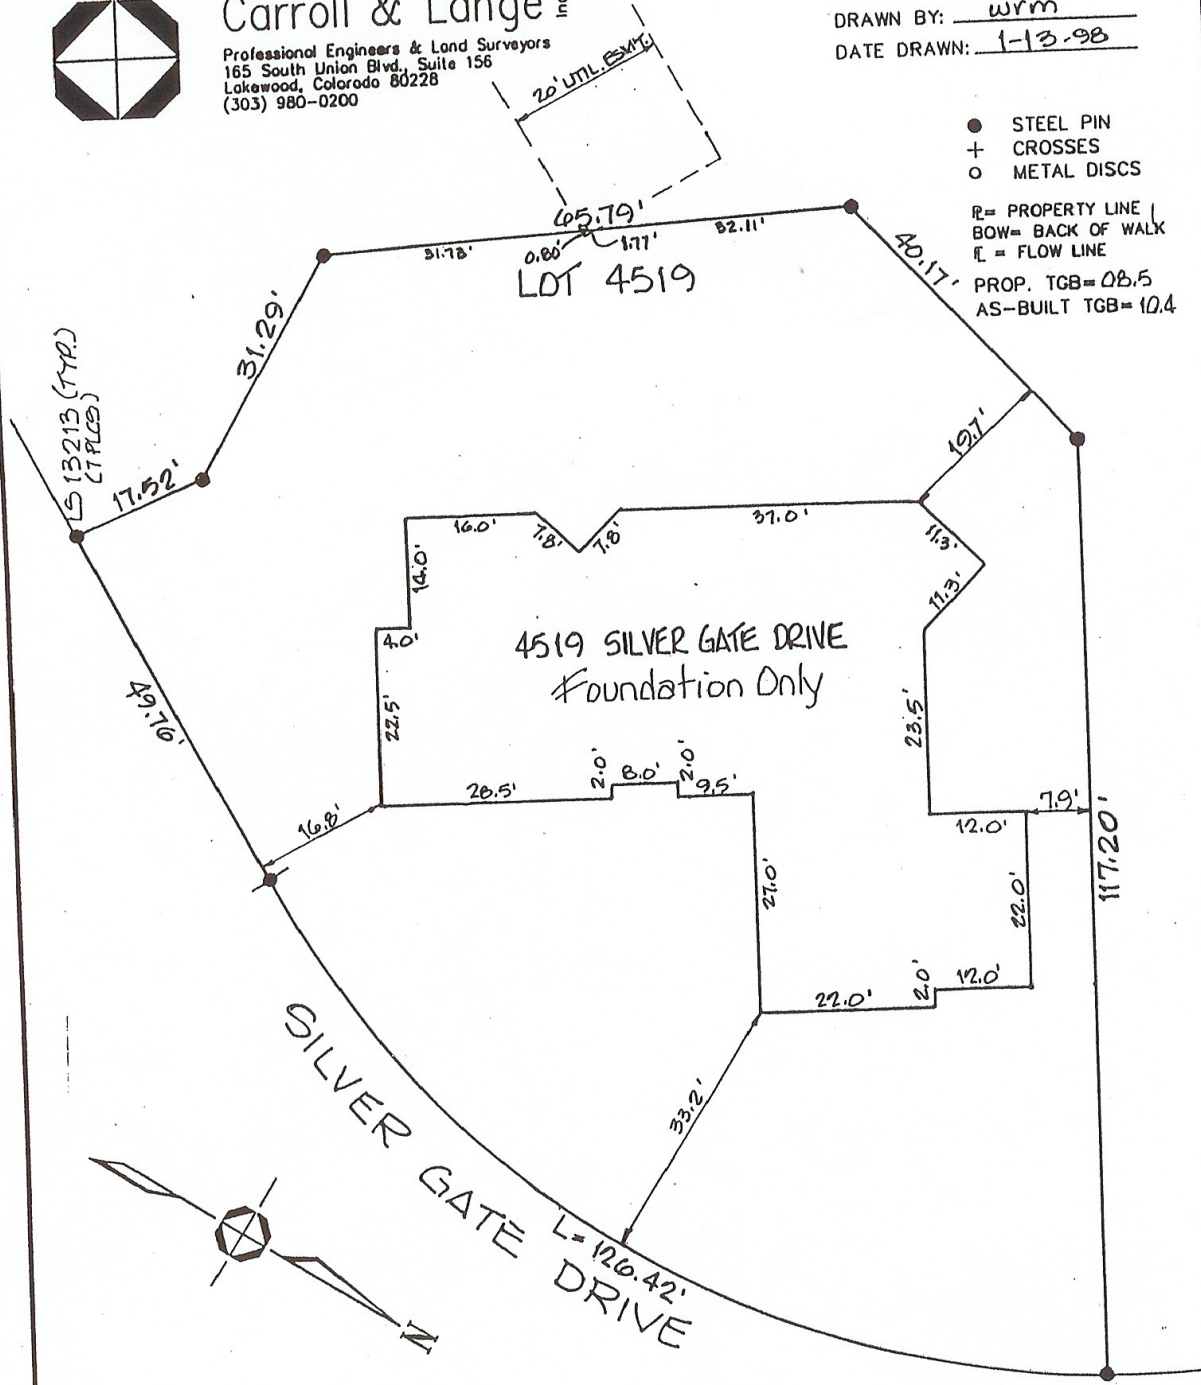 Carroll & Lange Inc
Professional Engineers & Land Surveyors
165 South Union Blvd., Suite 156
Lakewood, Colorado 80228
(303) 980-0200
DRAWN BY: wrm
DATE DRAWN: 1-13-98
20' UTIL. ESMT.
STEEL PIN
+ CROSSES
METAL DISCS
PL= PROPERTY LINE
BOW= BACK OF WALK
FL = FLOW LINE
PROP. TGB= 08.5
AS-BUILT TGB= 10.4
65.79'
31.73'
0.80'
1.77'
32.11'
LOT 4519
40.17'
31.29'
LS 13213 (TYP.)
(7 PLCS)
17.52'
19.7'
16.0'
7.8'
7.8'
37.0'
11.3'
11.3'
14.0'
4.0'
4519 SILVER GATE DRIVE
Foundation Only
49.76'
22.5'
23.5'
28.5'
2.0'
8.0'
2.0'
9.5'
16.8'
7.9'
12.0'
117.20'
27.0'
22.0'
22.0'
2.0'
12.0'
33.2'
SILVER GATE DRIVE
L=126.42'
N